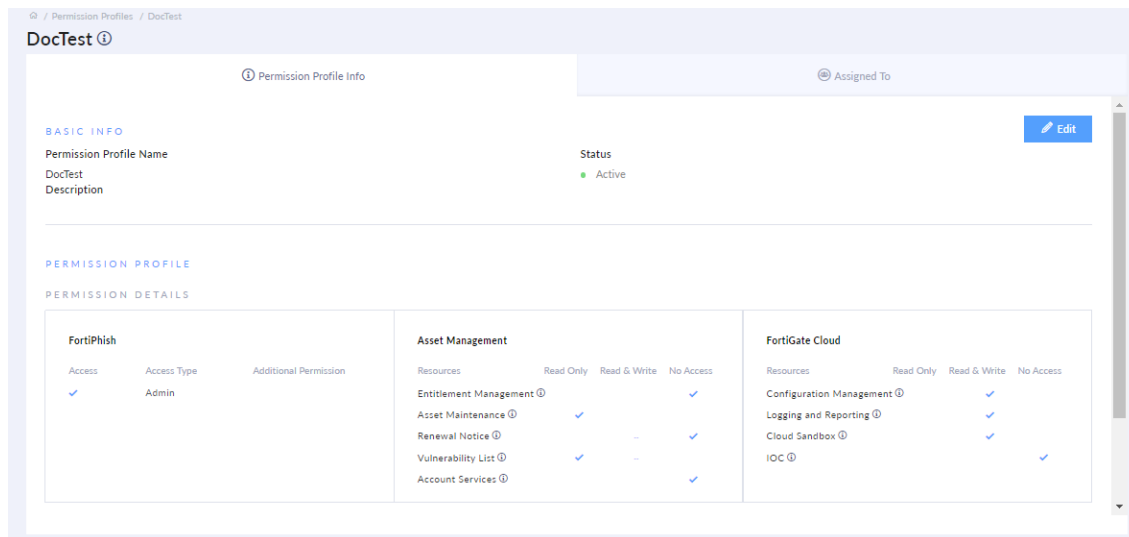 / Permission Profiles / DocTest
DocTest
Permission Profile Info
Assigned To
BASIC INFO
Edit
Permission Profile Name
Status
DocTest
Active
Description
PERMISSION PROFILE
PERMISSION DETAILS
FortiPhish
Access Access Type Additional Permission
Admin
Asset Management
Resources Read Only Read & Write No Access
Entitlement Management
Asset Maintenance
Renewal Notice –
Vulnerability List –
Account Services
FortiGate Cloud
Resources Read Only Read & Write No Access
Configuration Management
Logging and Reporting
Cloud Sandbox
IOC